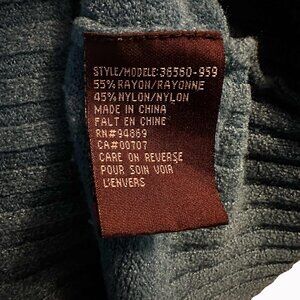 STYLE/MODELE: 36560-959
55% RAYON/RAYONNE
45% NYLON/NYLON
MADE IN CHINA
FAIT EN CHINE
RN#94869
CA#00707
CARE ON REVERSE
POUR SOIN VOIR
L'ENVERS